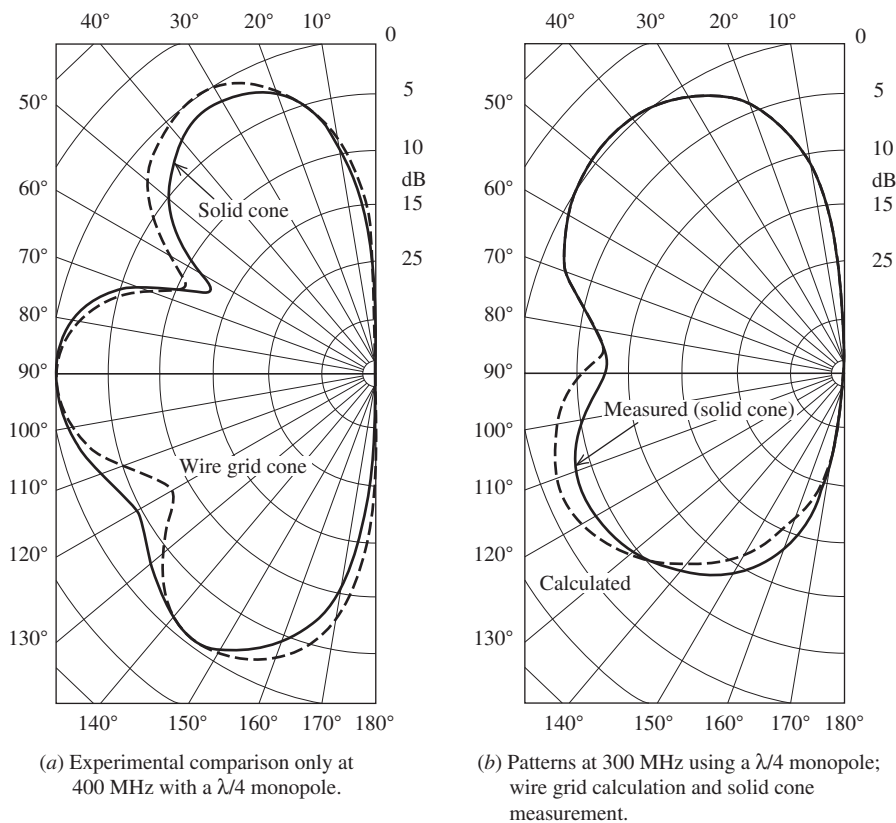 40° 30° 20° 10° 0
50°
60°
70°
80°
90°
100°
110°
120°
130°
140° 150° 160° 170° 180°
5
10
dB
15
25
Solid cone
Wire grid cone
(a) Experimental comparison only at
400 MHz with a λ/4 monopole.
40° 30° 20° 10° 0
50°
60°
70°
80°
90°
100°
110°
120°
130°
140° 150° 160° 170° 180°
5
10
dB
15
25
Measured (solid cone)
Calculated
(b) Patterns at 300 MHz using a λ/4 monopole;
wire grid calculation and solid cone
measurement.